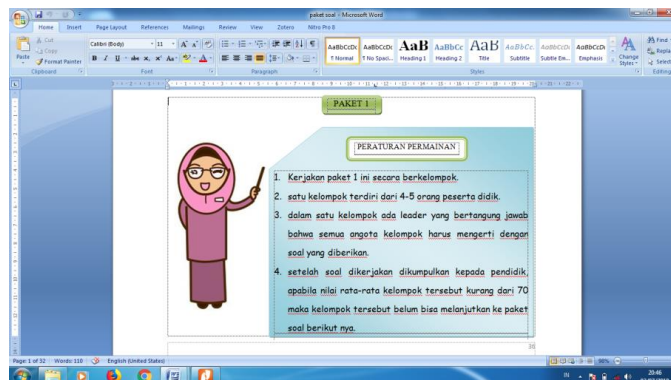 paket soal - Microsoft Word
Home Insert Page Layout References Mailings Review View Zotero Nitro Pro 8
Cut
Copy
Format Painter
Paste
Calibri (Body) 11
AaBbCcDc AaBbCcDc AaB AaBbCc AaB AaBbCc. AaBbCcDc AaBbCcDc
¶ Normal ¶ No Spaci... Heading 1 Heading 2 Title Subtitle Subtle Em... Emphasis
Change Styles
Find
Replac
Select
Clipboard Font Paragraph Styles Editing
PAKET 1
PERATURAN PERMAINAN
1. Kerjakan paket 1 ini secara berkelompok.
2. satu kelompok terdiri dari 4-5 orang peserta didik.
3. dalam satu kelompok ada leader yang bertangung jawab
bahwa semua angota kelompok harus mengerti dengan
soal yang diberikan.
4. setelah soal dikerjakan dikumpulkan kepada pendidik,
apabila nilai rata-rata kelompok tersebut kurang dari 70
maka kelompok tersebut belum bisa melanjutkan ke paket
soal berikut nya.
Page: 1 of 52 Words: 110 English (United States) 80%
IN 20:46